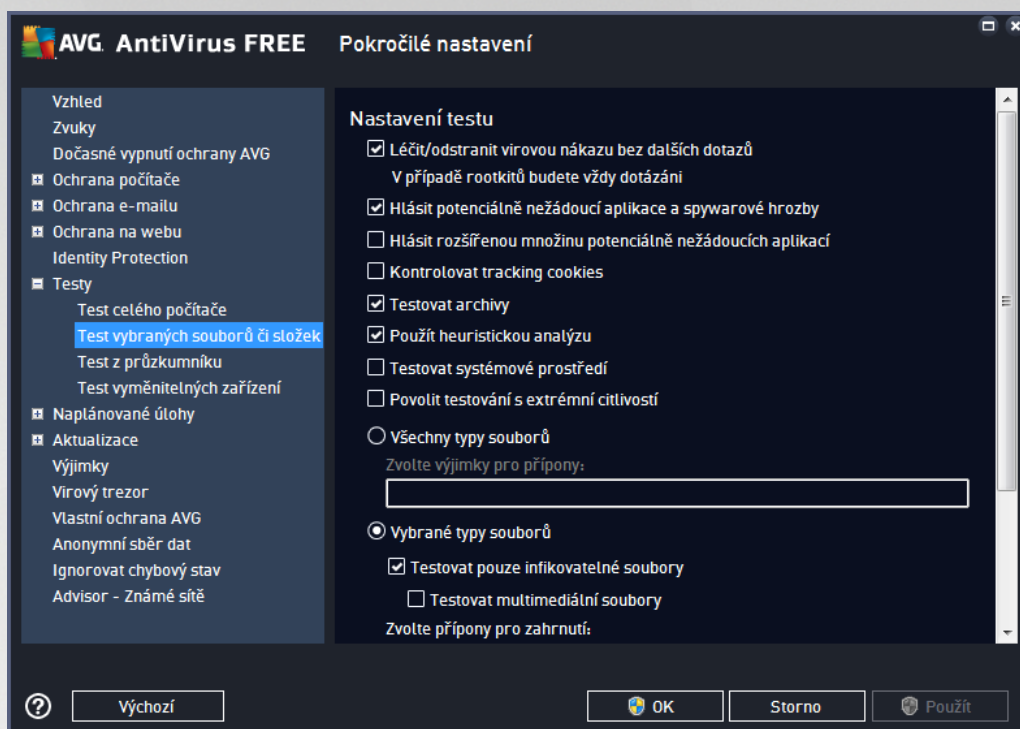 AVG. AntiVirus FREE
Pokročilé nastavení
Vzhled
Zvuky
Dočasné vypnutí ochrany AVG
Ochrana počítače
Ochrana e-mailu
Ochrana na webu
Identity Protection
Testy
Test celého počítače
Test vybraných souborů či složek
Test z průzkumníku
Test vyměnitelných zařízení
Naplánované úlohy
Aktualizace
Výjimky
Virový trezor
Vlastní ochrana AVG
Anonymní sběr dat
Ignorovat chybový stav
Advisor - Známé sítě
Nastavení testu
Léčit/odstranit virovou nákazu bez dalších dotazů
V případě rootkitů budete vždy dotázáni
Hlásit potenciálně nežádoucí aplikace a spywarové hrozby
Hlásit rozšířenou množinu potenciálně nežádoucích aplikací
Kontrolovat tracking cookies
Testovat archivy
Použít heuristickou analýzu
Testovat systémové prostředí
Povolit testování s extrémní citlivostí
Všechny typy souborů
Zvolte výjimky pro přípony:
Vybrané typy souborů
Testovat pouze infikovatelné soubory
Testovat multimediální soubory
Zvolte přípony pro zahrnutí:
Výchozí
OK
Storno
Použít